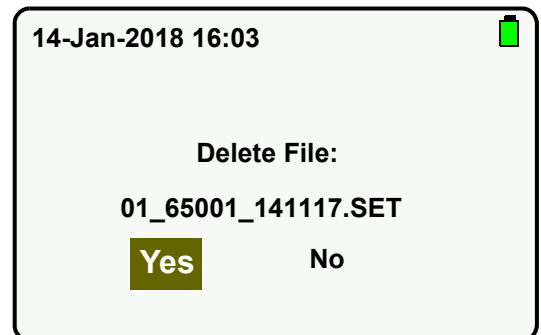 14-Jan-2018 16:03
Delete File:
01_65001_141117.SET
Yes No